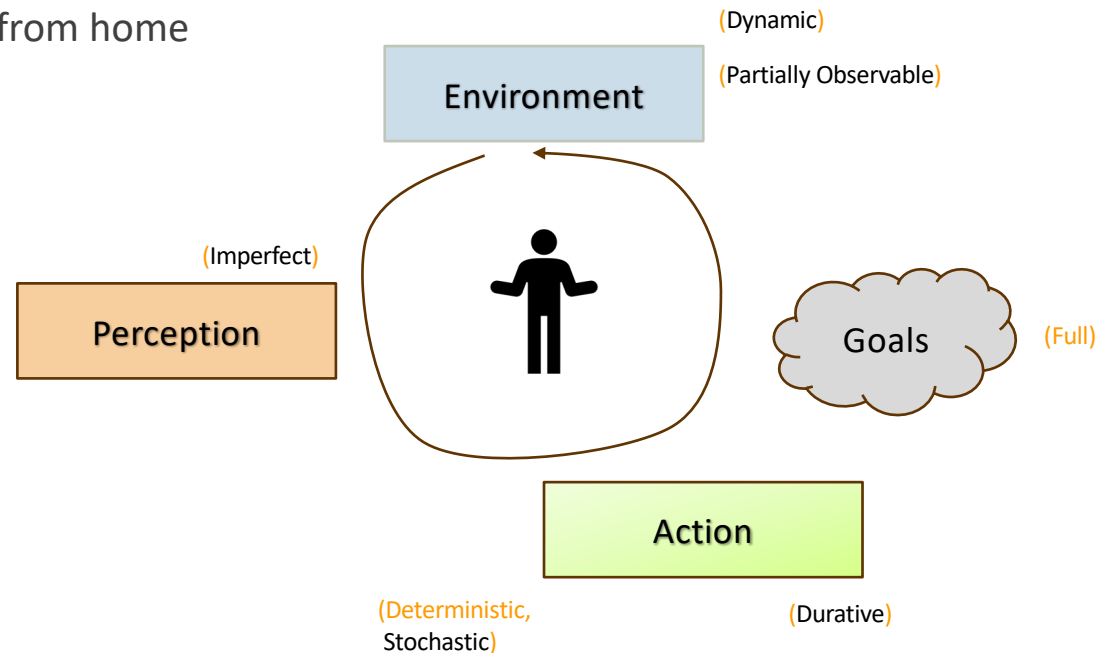 from home
(Dynamic)
Environment
(Partially Observable)
(Imperfect)
Perception
Goals
(Full)
Action
(Deterministic,
Stochastic)
(Durative)